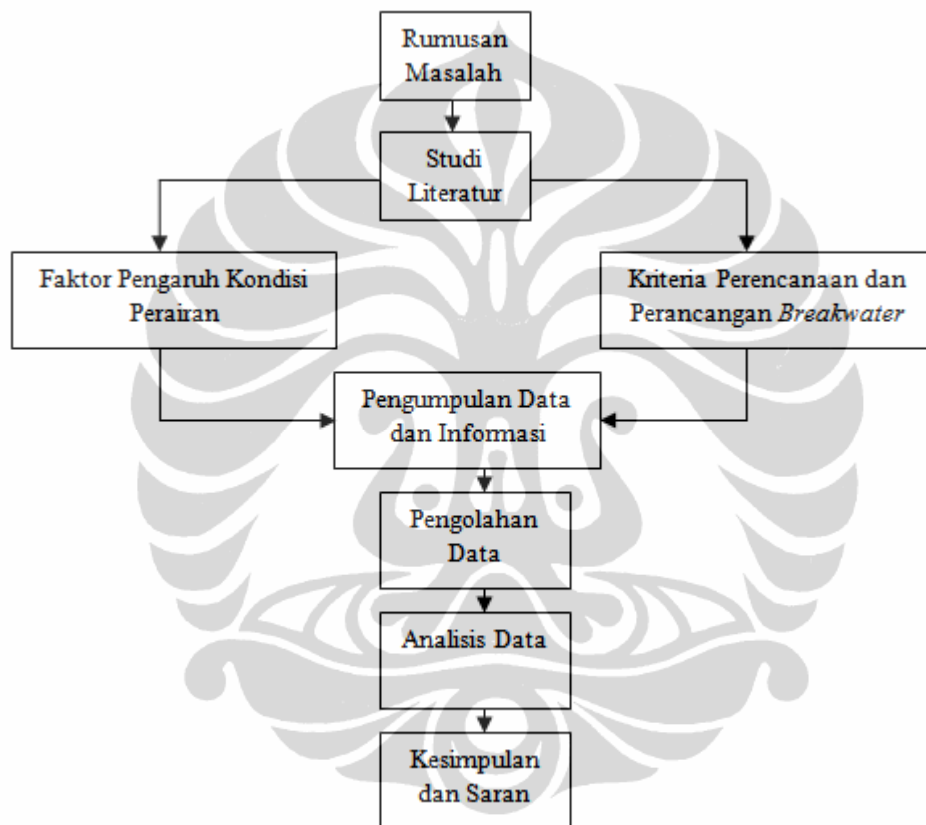 Rumusan
Masalah
Studi
Literatur
Faktor Pengaruh Kondisi
Perairan
Kriteria Perencanaan dan
Perancangan Breakwater
Pengumpulan Data
dan Informasi
Pengolahan
Data
Analisis Data
Kesimpulan
dan Saran